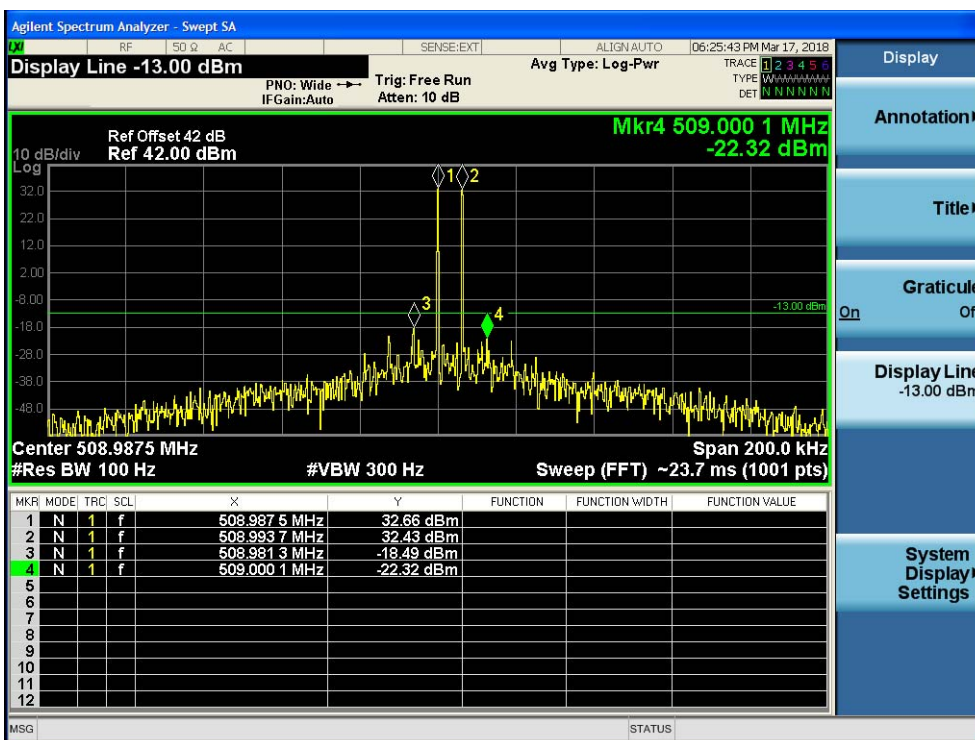 Agilent Spectrum Analyzer - Swept SA
LXI RF 50 Ω AC SENSE:EXT ALIGN AUTO 06:25:43 PM Mar 17, 2018
Display Line -13.00 dBm
PNO: Wide
IFGain:Auto
Trig: Free Run
Atten: 10 dB
Avg Type: Log-Pwr
TRACE 1 2 3 4 5 6
TYPE
DET N N N N N N
Mkr4 509.000 1 MHz
-22.32 dBm
Ref Offset 42 dB
10 dB/div Ref 42.00 dBm
Log
32.0
22.0
12.0
2.00
-8.00
-18.0
-28.0
-38.0
-48.0
1 2
3
4
-13.00 dBm
Center 508.9875 MHz Span 200.0 kHz
#Res BW 100 Hz #VBW 300 Hz Sweep (FFT) ~23.7 ms (1001 pts)
MKR MODE TRC SCL X Y FUNCTION FUNCTION WIDTH FUNCTION VALUE
1 N 1 f 508.987 5 MHz 32.66 dBm
2 N 1 f 508.993 7 MHz 32.43 dBm
3 N 1 f 508.981 3 MHz -18.49 dBm
4 N 1 f 509.000 1 MHz -22.32 dBm
5
6
7
8
9
10
11
12
MSG STATUS
Display
Annotation
Title
Graticule
On Of
Display Line
-13.00 dBm
System
Display
Settings